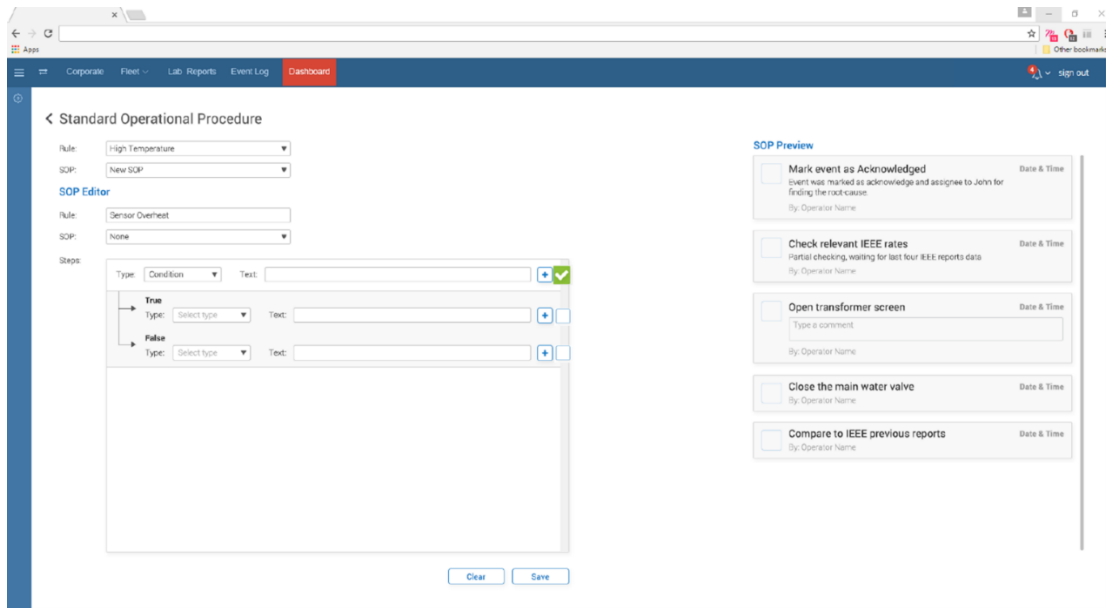 Apps
Other bookmarks
Corporate Fleet Lab Reports Event Log Dashboard 4 sign out
Standard Operational Procedure
Rule: High Temperature
SOP: New SOP
SOP Editor
Rule: Sensor Overheat
SOP: None
Steps:
Type: Condition Text:
True
Type: Select type Text:
False
Type: Select type Text:
Clear Save
SOP Preview
Mark event as Acknowledged Date & Time
Event was marked as acknowledge and assignee to John for
finding the root-cause
By: Operator Name
Check relevant IEEE rates Date & Time
Partial checking, waiting for last four IEEE reports data
By: Operator Name
Open transformer screen Date & Time
Type a comment
By: Operator Name
Close the main water valve Date & Time
By: Operator Name
Compare to IEEE previous reports Date & Time
By: Operator Name